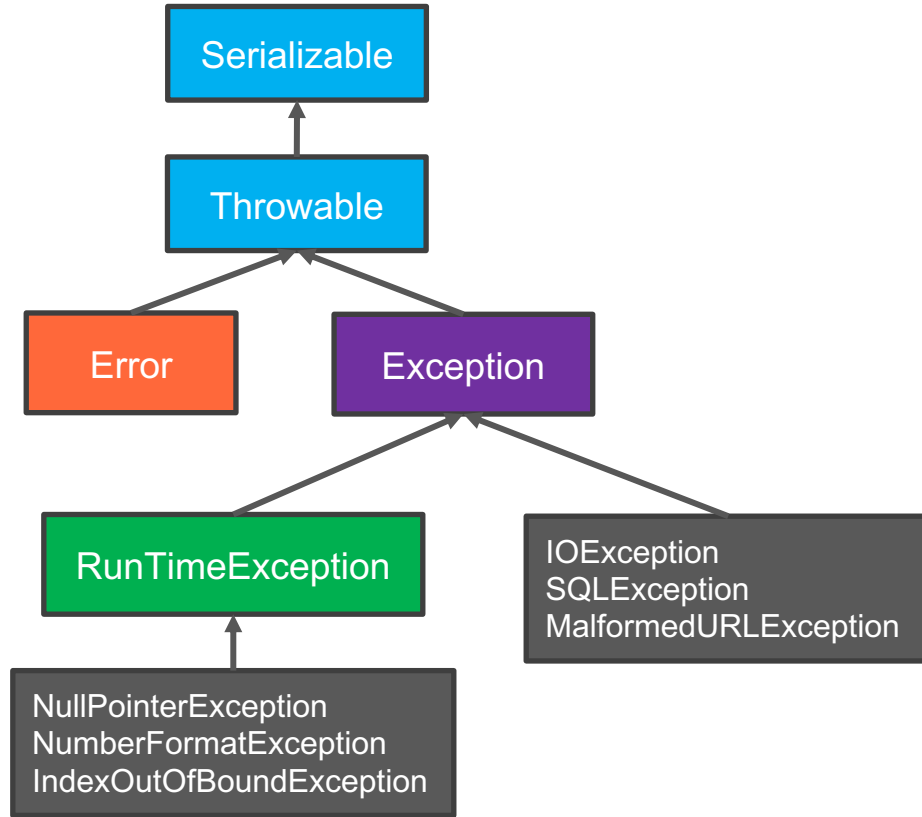 Serializable
Throwable
Error
Exception
RunTimeException
IOException
SQLException
MalformedURLException
NullPointerException
NumberFormatException
IndexOutOfBoundException